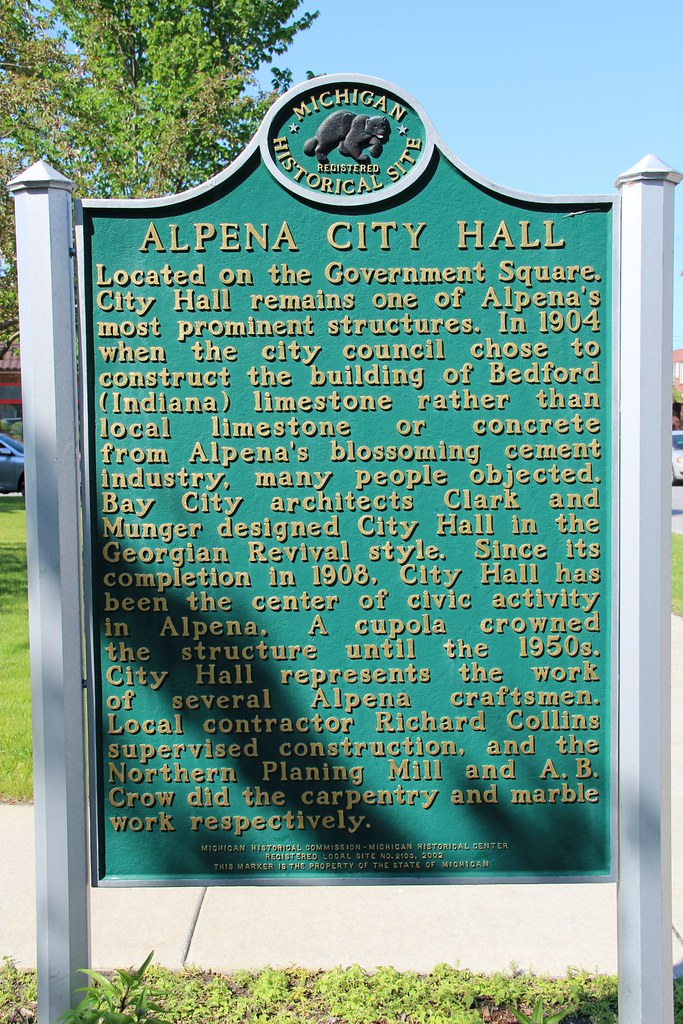 MICHIGAN
REGISTERED
HISTORICAL SITE
ALPENA CITY HALL
Located on the Government Square,
City Hall remains one of Alpena's
most prominent structures. In 1904
when the city council chose to
construct the building of Bedford
(Indiana) limestone rather than
local limestone or concrete
from Alpena's blossoming cement
industry, many people objected.
Bay City architects Clark and
Munger designed City Hall in the
Georgian Revival style. Since its
completion in 1908, City Hall has
been the center of civic activity
in Alpena. A cupola crowned
the structure until the 1950s.
City Hall represents the work
of several Alpena craftsmen.
Local contractor Richard Collins
supervised construction, and the
Northern Planing Mill and A. B.
Crow did the carpentry and marble
work respectively.
MICHIGAN HISTORICAL COMMISSION - MICHIGAN HISTORICAL CENTER
REGISTERED LOCAL SITE NO. 2103, 2002
THIS MARKER IS THE PROPERTY OF THE STATE OF MICHIGAN